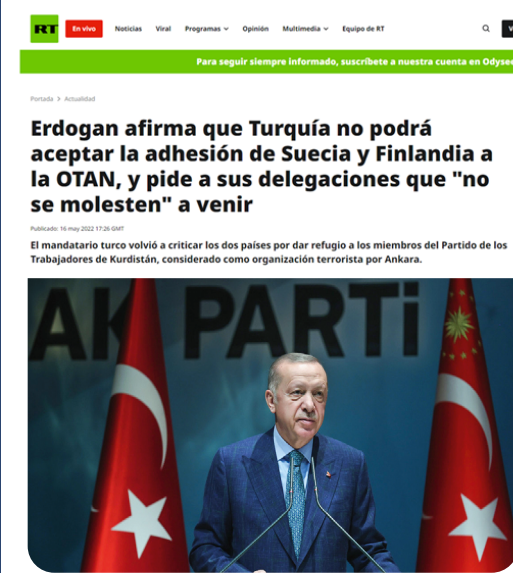 RT
En vivo
Noticias Viral Programas Opinión Multimedia Equipo de RT
Para seguir siempre informado, suscríbete a nuestra cuenta en Odyse
Portada > Actualidad
Erdogan afirma que Turquía no podrá
aceptar la adhesión de Suecia y Finlandia a
la OTAN, y pide a sus delegaciones que "no
se molesten" a venir
Publicado: 16 may 2022 17:26 GMT
El mandatario turco volvió a criticar los dos países por dar refugio a los miembros del Partido de los
Trabajadores de Kurdistán, considerado como organización terrorista por Ankara.
AK PARTi